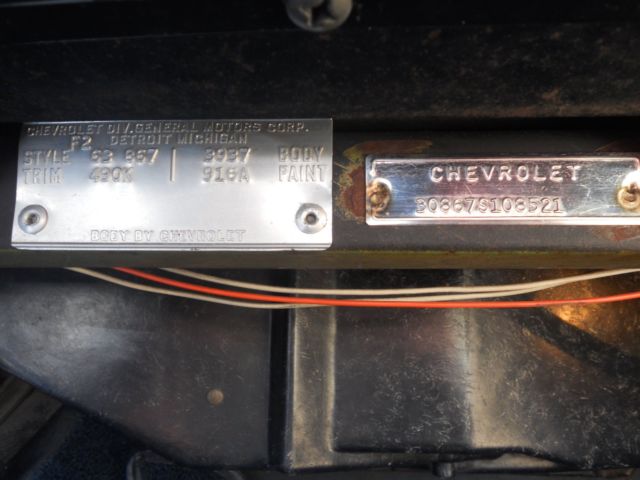 CHEVROLET DIV. GENERAL MOTORS CORP.
F2 DETROIT MICHIGAN
STYLE 63 867 3937 BODY
TRIM 490K 916A PAINT
BODY BY CHEVROLET
CHEVROLET
30867S108521